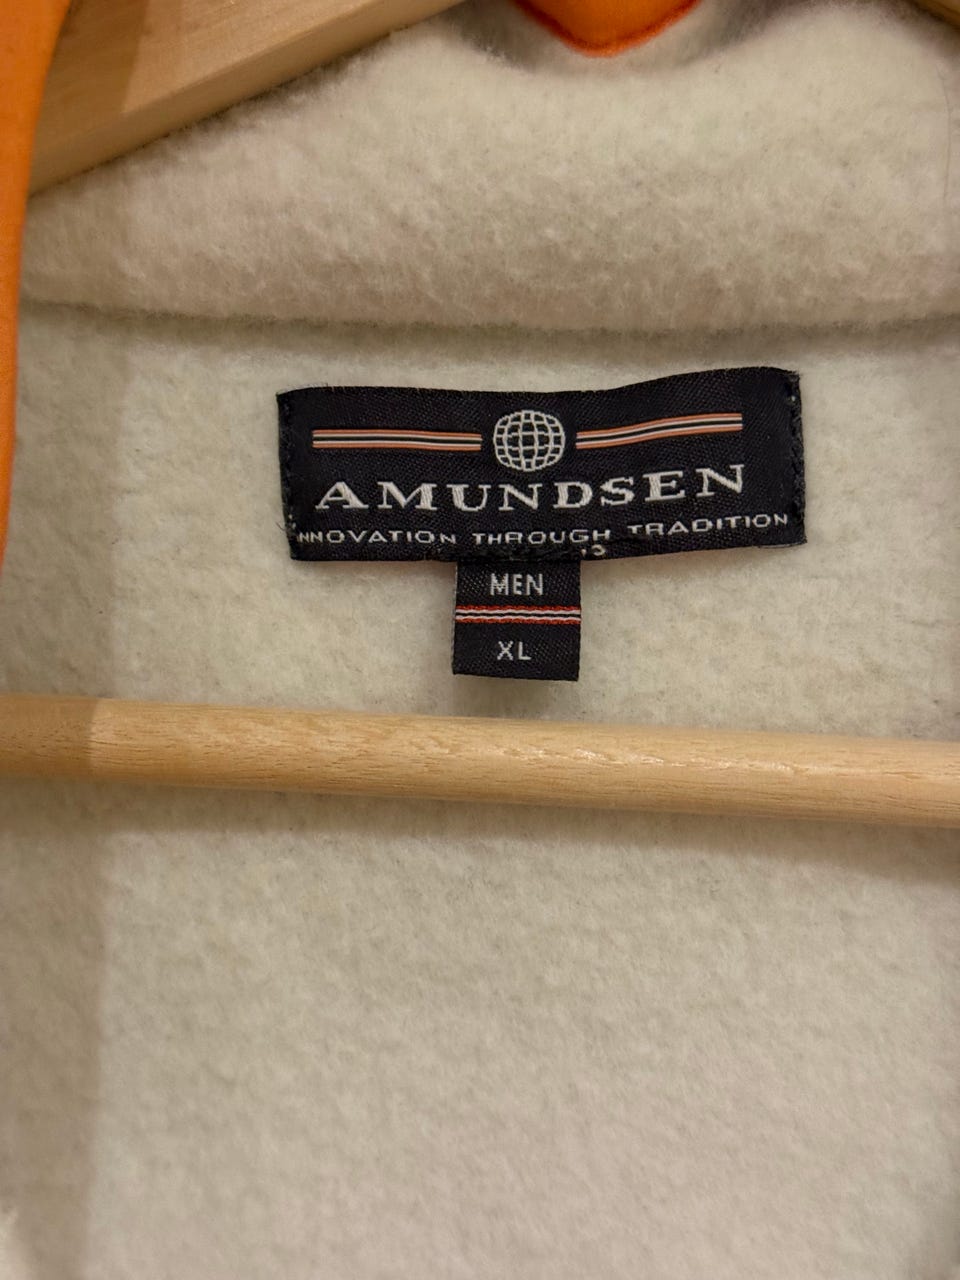 AMUNDSEN
INNOVATION THROUGH TRADITION
MEN
XL